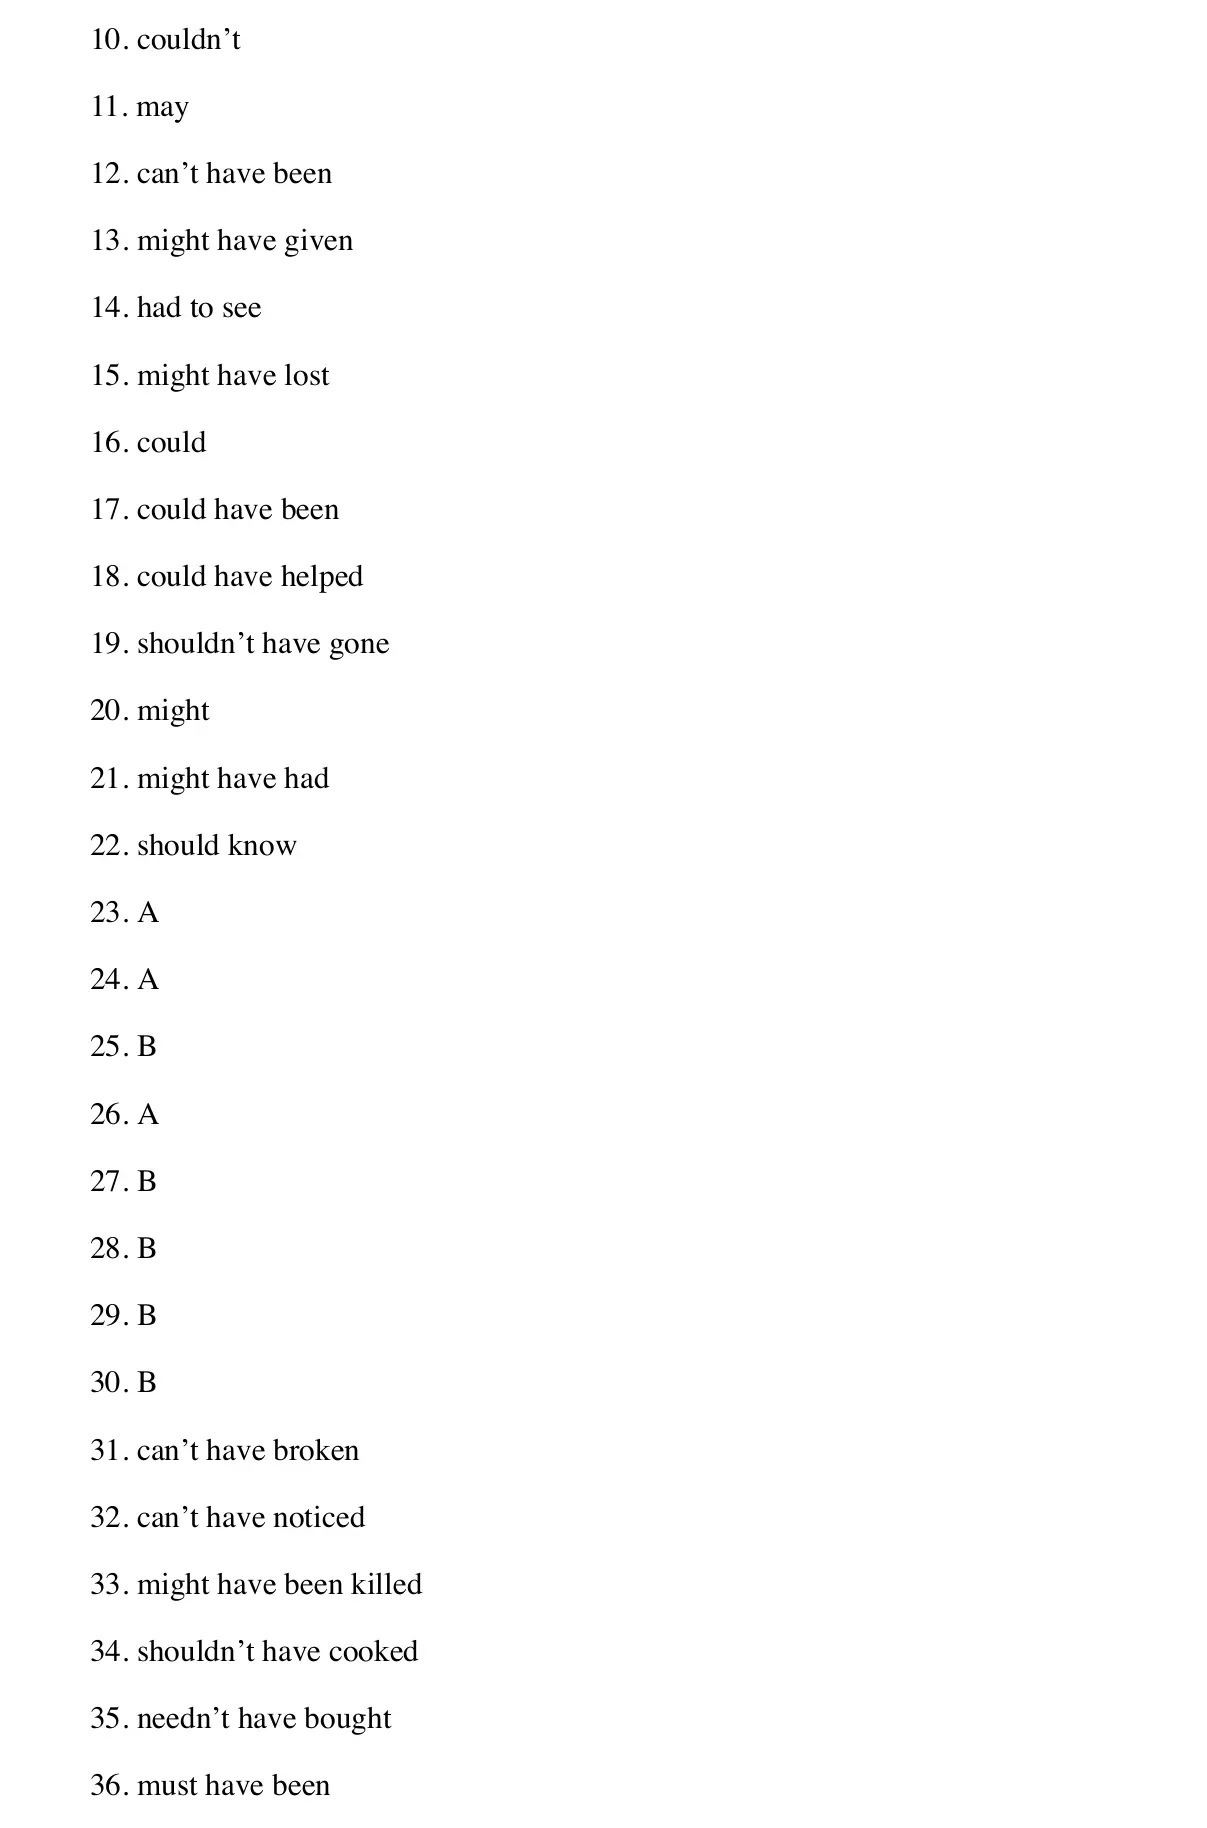 10. couldn’t
11. may
12. can’t have been
13. might have given
14. had to see
15. might have lost
16. could
17. could have been
18. could have helped
19. shouldn’t have gone
20. might
21. might have had
22. should know
23. A
24. A
25. B
26. A
27. B
28. B
29. B
30. B
31. can’t have broken
32. can’t have noticed
33. might have been killed
34. shouldn’t have cooked
35. needn’t have bought
36. must have been